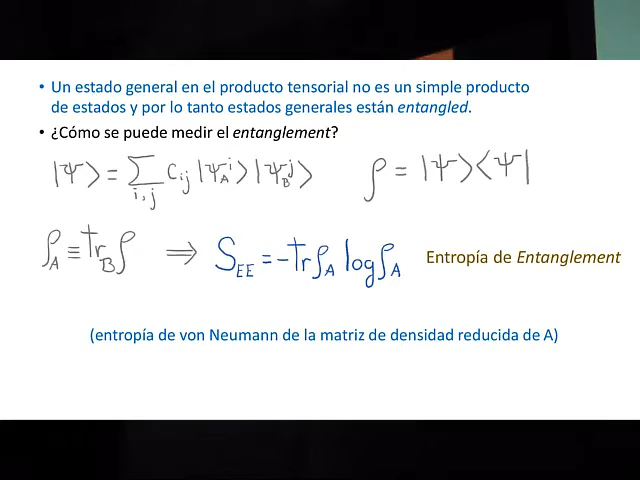 • Un estado general en el producto tensorial no es un simple producto
de estados y por lo tanto estados generales están entangled.
• ¿Cómo se puede medir el entanglement?
|Ψ⟩ = ∑_{i,j} C_{ij} |Ψ_A^i⟩ |Ψ_B^j⟩ ρ = |Ψ⟩⟨Ψ|
ρ_A ≡ Tr_B ρ ⟹ S_{EE} = -Tr ρ_A log ρ_A Entropía de Entanglement
(entropía de von Neumann de la matriz de densidad reducida de A)